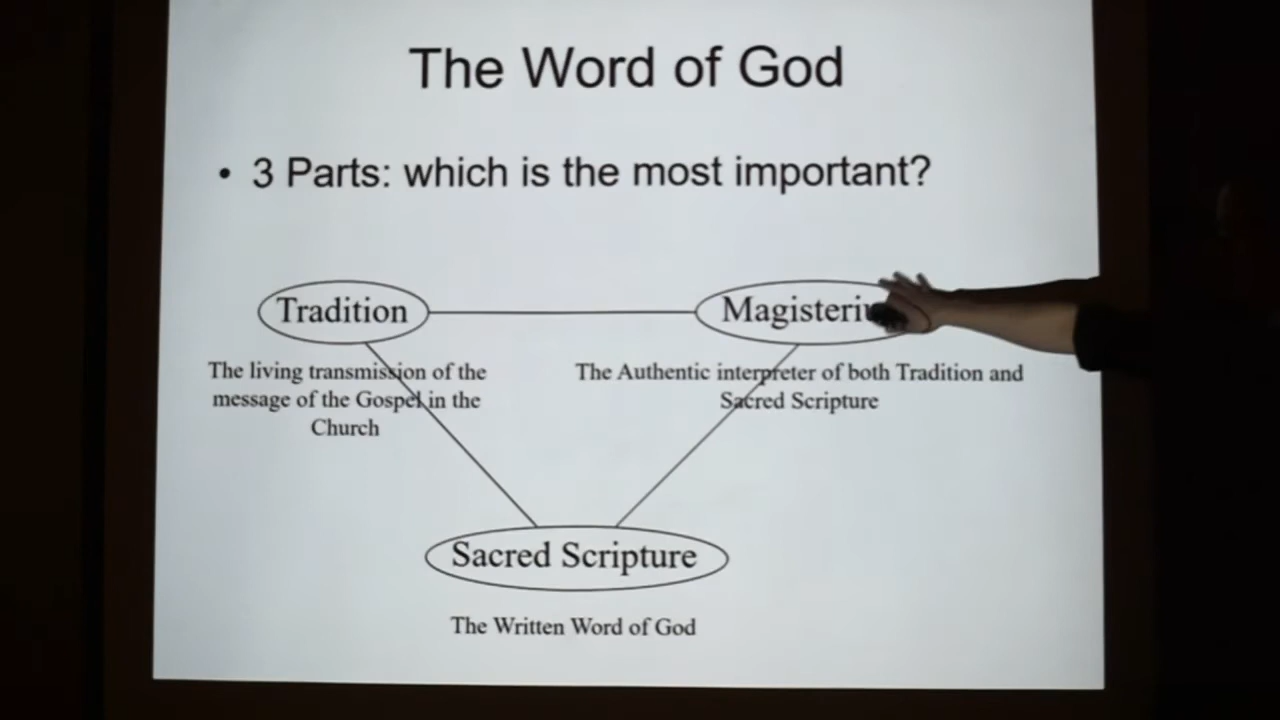 The Word of God
• 3 Parts: which is the most important?
Tradition
The living transmission of the
message of the Gospel in the
Church
The Authentic interpreter of both Tradition and
Sacred Scripture
Sacred Scripture
The Written Word of God